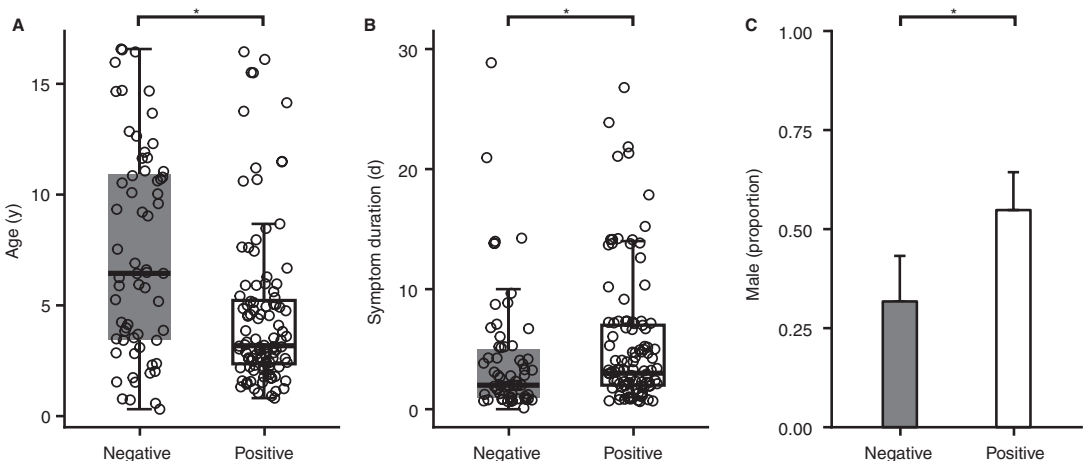 A
*
Age (y)
15
10
5
0
Negative
Positive
B
*
Symptom duration (d)
30
20
10
0
Negative
Positive
C
*
Male (proportion)
1.00
0.75
0.50
0.25
0.00
Negative
Positive